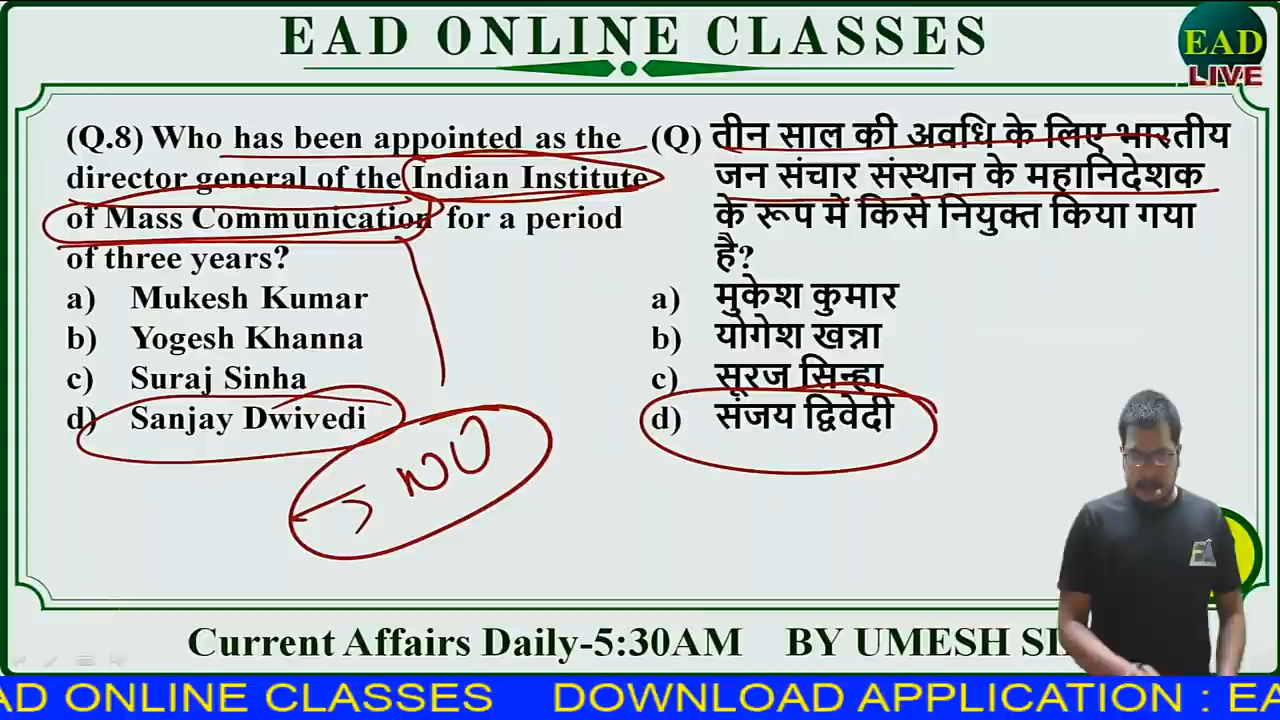 EAD ONLINE CLASSES
EAD
LIVE
(Q.8) Who has been appointed as the
director general of the Indian Institute
of Mass Communication for a period
of three years?
a) Mukesh Kumar
b) Yogesh Khanna
c) Suraj Sinha
d) Sanjay Dwivedi
(Q) तीन साल की अवधि के लिए भारतीय
जन संचार संस्थान के महानिदेशक
के रूप में किसे नियुक्त किया गया
है?
a) मुकेश कुमार
b) योगेश खन्ना
c) सूरज सिन्हा
d) संजय द्विवेदी
Current Affairs Daily-5:30AM BY UMESH
AD ONLINE CLASSES DOWNLOAD APPLICATION : EA